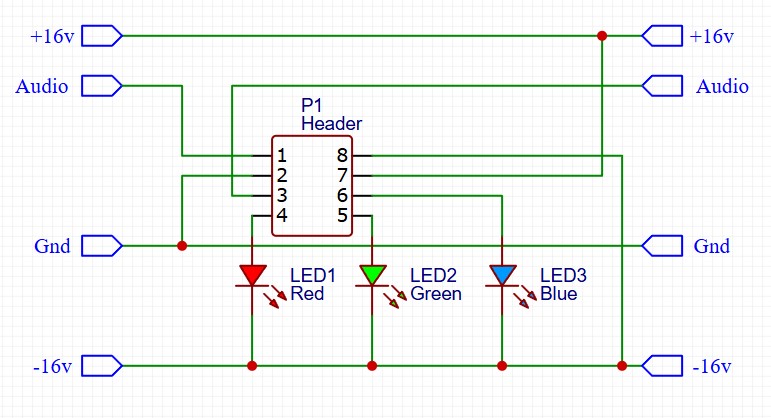 +16v
+16v
Audio
Audio
P1
Header
1
8
2
7
3
6
4
5
Gnd
Gnd
LED1
Red
LED2
Green
LED3
Blue
-16v
-16v